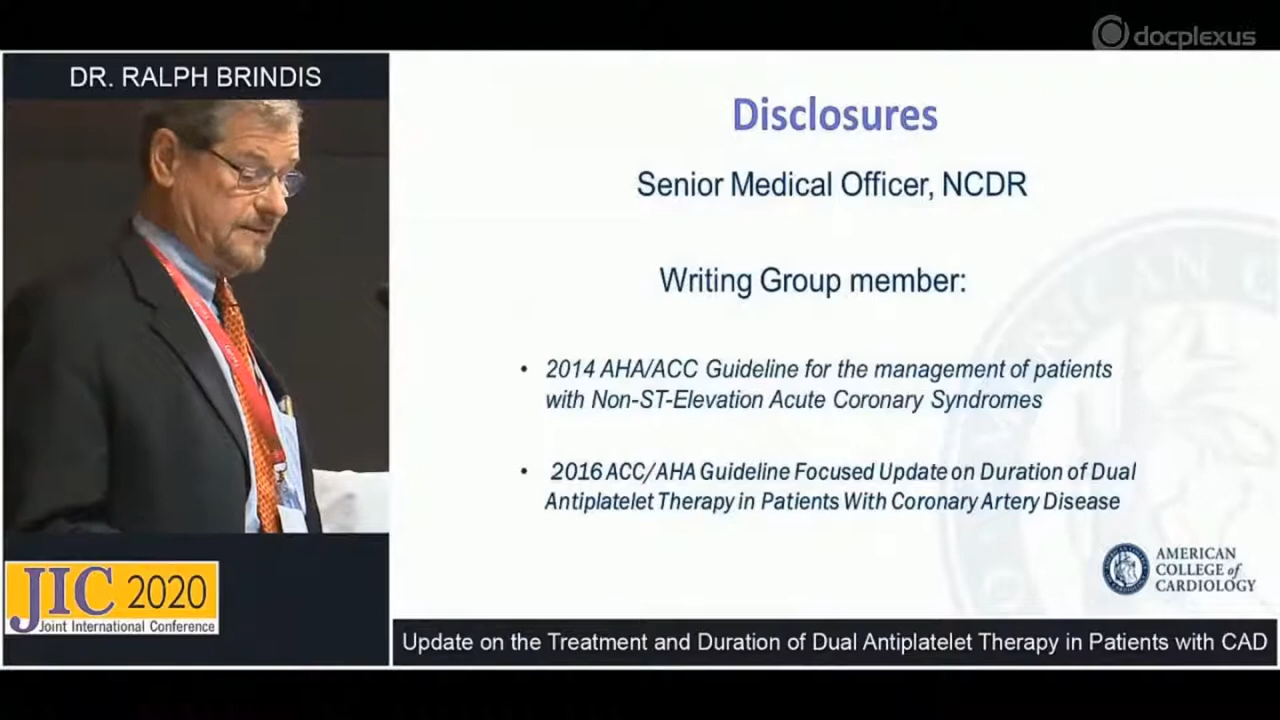 docplexus
DR. RALPH BRINDIS
Disclosures
Senior Medical Officer, NCDR
Writing Group member:
• 2014 AHA/ACC Guideline for the management of patients
with Non-ST-Elevation Acute Coronary Syndromes
• 2016 ACC/AHA Guideline Focused Update on Duration of Dual
Antiplatelet Therapy in Patients With Coronary Artery Disease
AMERICAN
COLLEGE of
CARDIOLOGY
JIC 2020
Joint International Conference
Update on the Treatment and Duration of Dual Antiplatelet Therapy in Patients with CAD